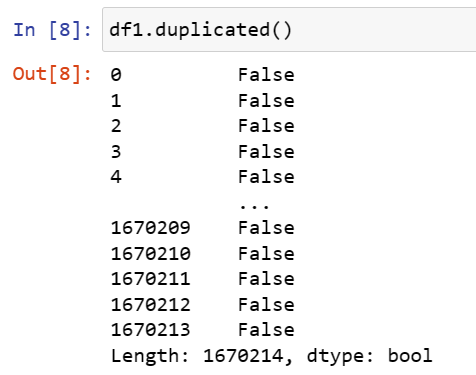 In [8]: df1.duplicated()
Out[8]: 0 False
1 False
2 False
3 False
4 False
...
1670209 False
1670210 False
1670211 False
1670212 False
1670213 False
Length: 1670214, dtype: bool